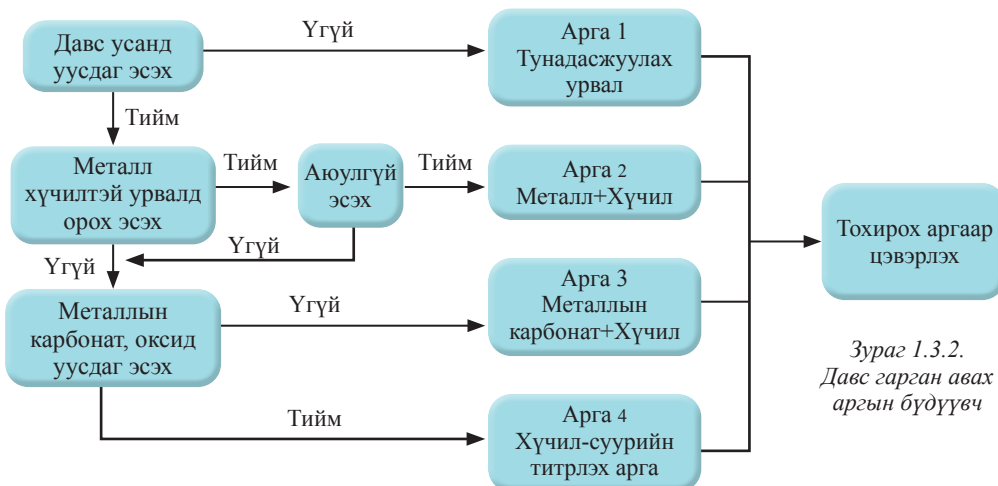 Давс усанд
уусдаг эсэх
Үгүй
Арга 1
Тунадасжуулах
урвал
Тийм
Металл
хүчилтэй урвалд
орох эсэх
Тийм
Аюулгүй
эсэх
Тийм
Арга 2
Металл+Хүчил
Үгүй
Үгүй
Металлын
карбонат, оксид
уусдаг эсэх
Үгүй
Арга 3
Металлын
карбонат+Хүчил
Тийм
Арга 4
Хүчил-суурийн
титрлэх арга
Тохирох аргаар
цэвэрлэх
Зураг 1.3.2.
Давс гарган авах
аргын бүдүүвч